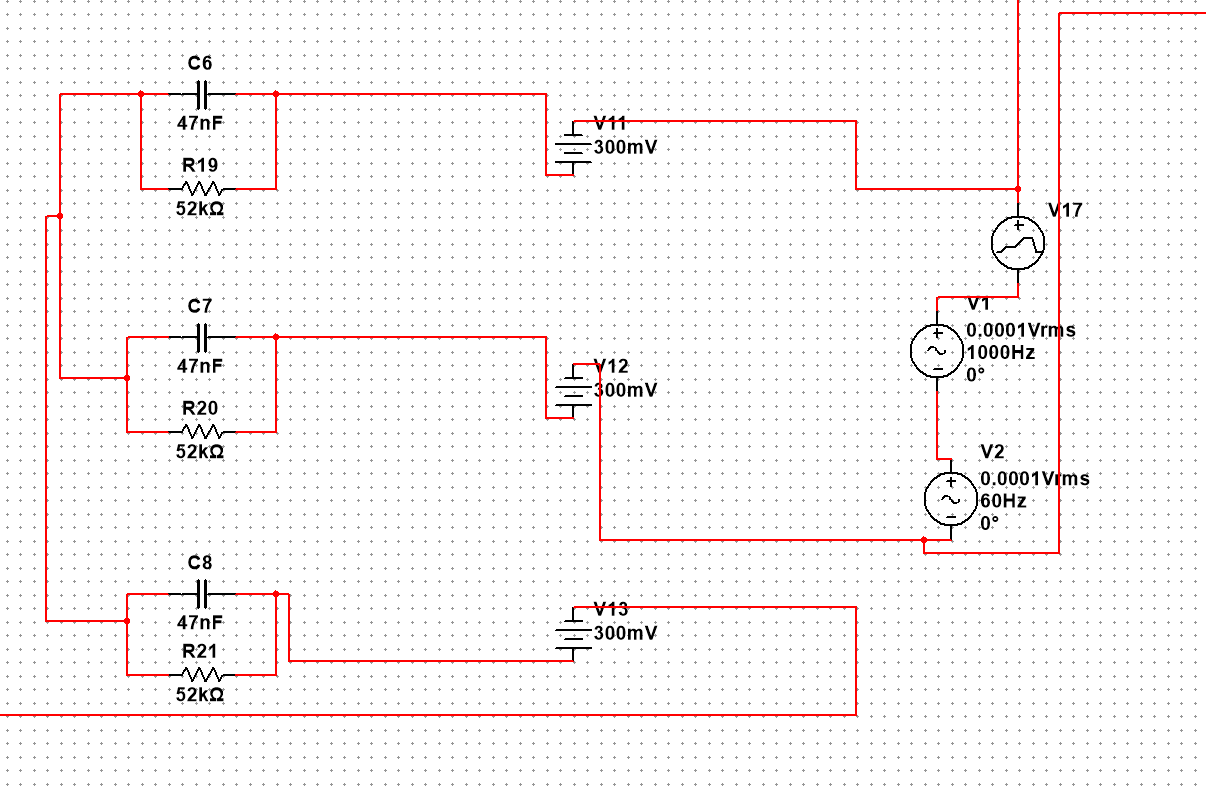 C6
47nF
R19
52kΩ
V11
300mV
V17
C7
47nF
R20
52kΩ
V12
300mV
V1
0.0001Vrms
1000Hz
0°
V2
0.0001Vrms
60Hz
0°
C8
47nF
R21
52kΩ
V13
300mV